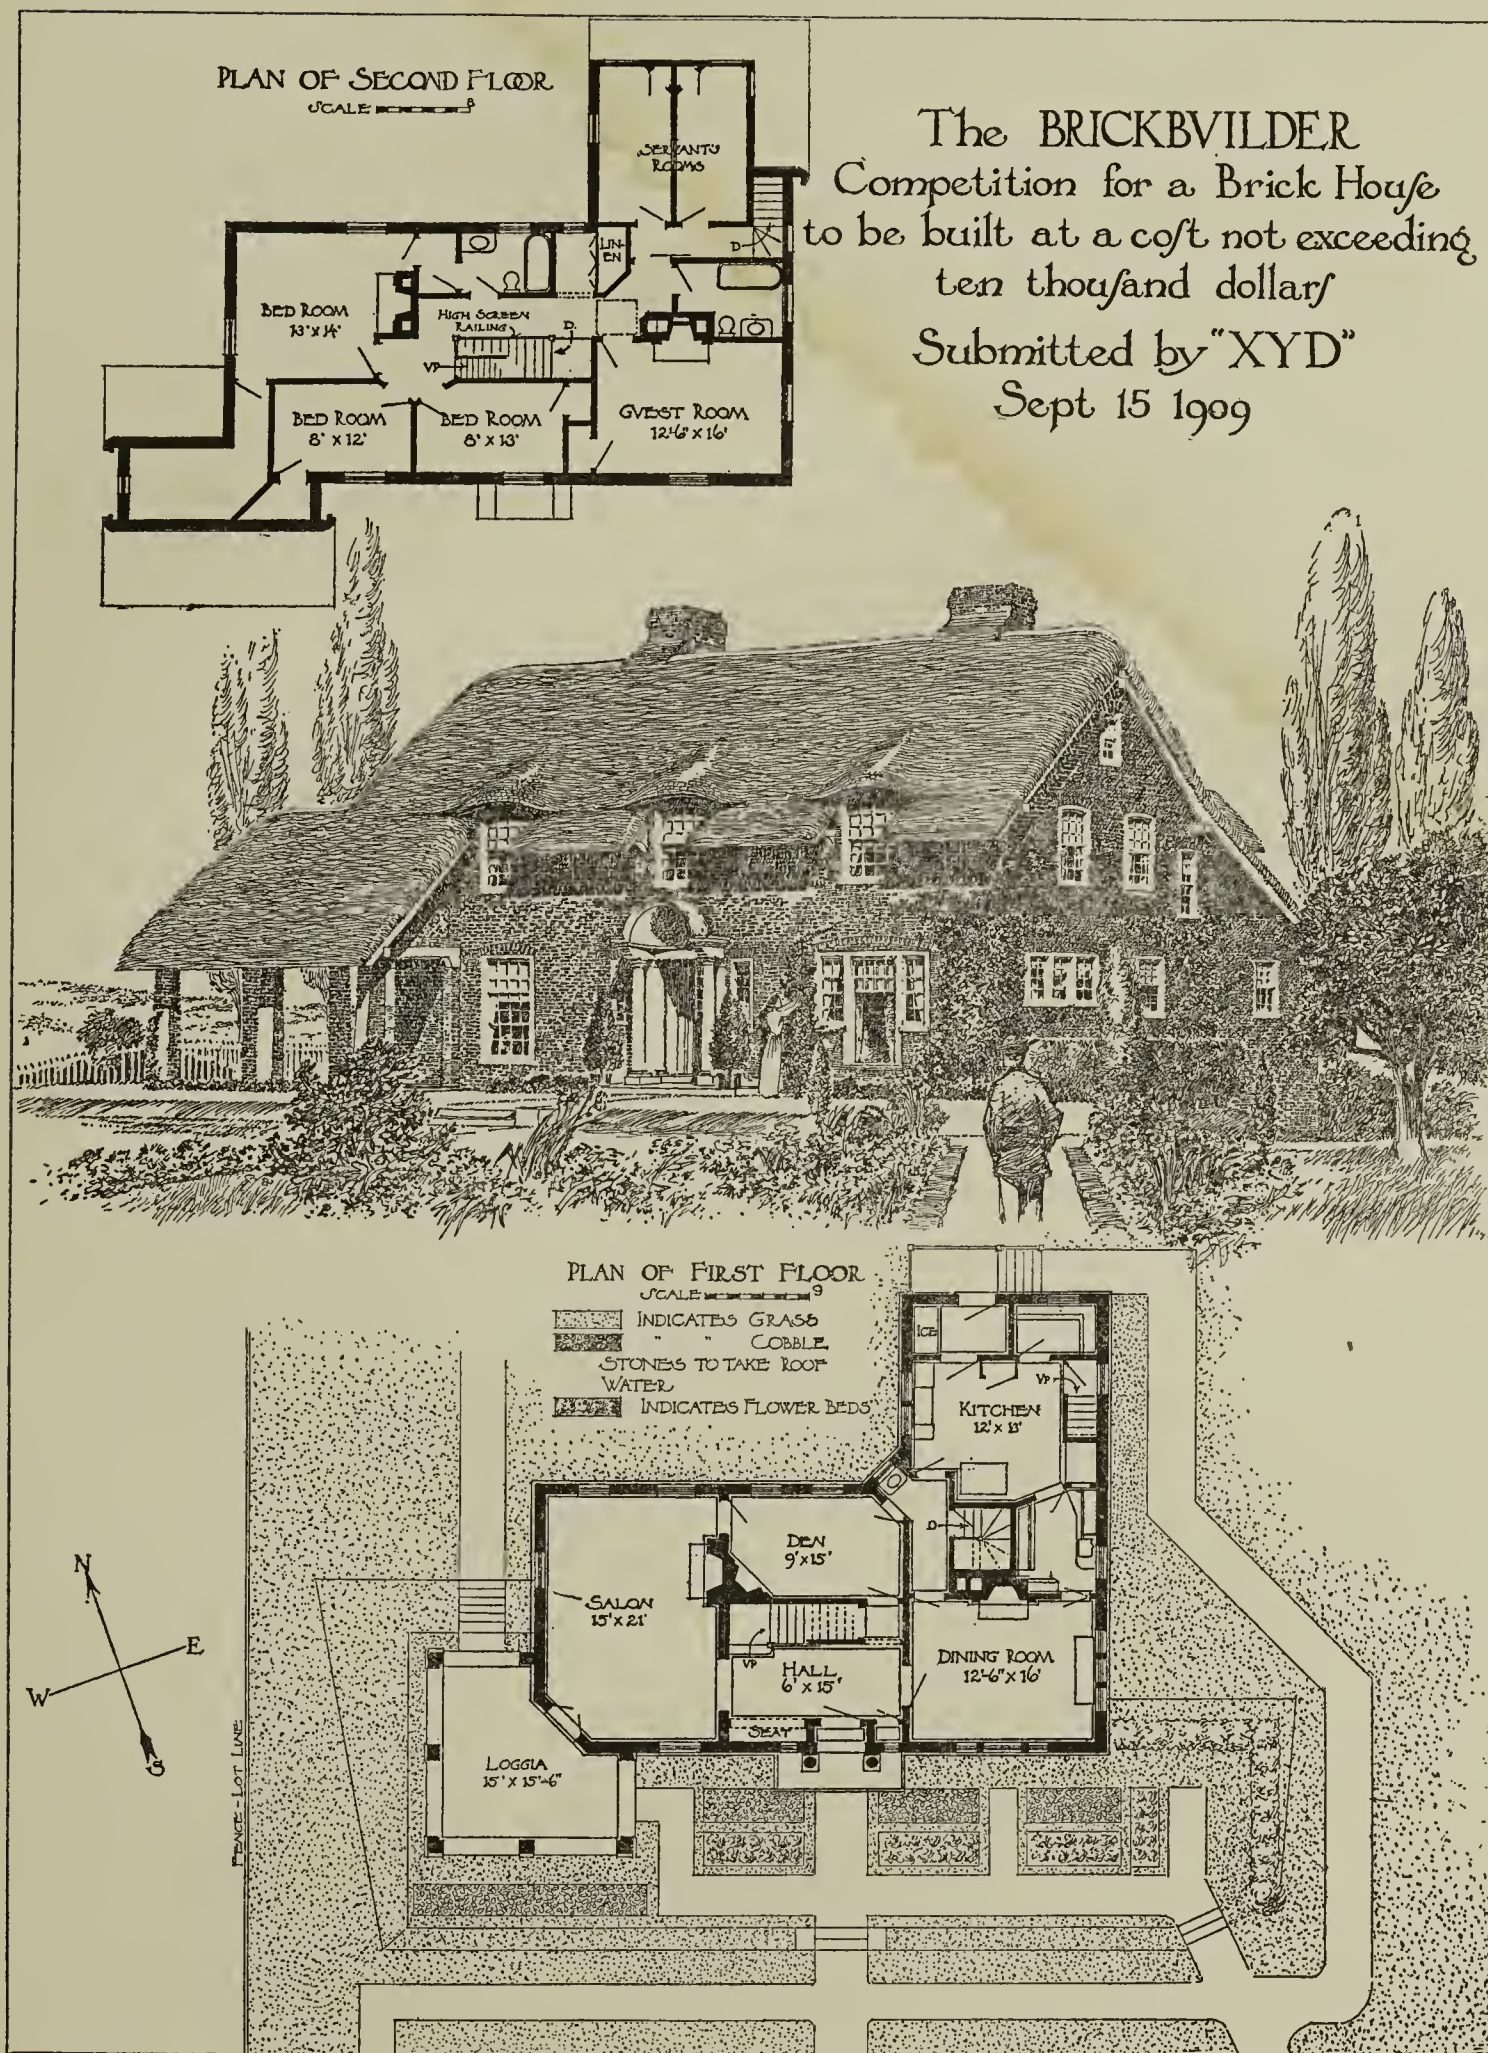 PLAN OF SECOND FLOOR
SCALE 8
The BRICKBVILDER
Competition for a Brick Houſe
to be built at a coſt not exceeding
ten thouſand dollarſ
Submitted by "XYD"
Sept 15 1909
SERVANTS
ROOMS
LIN-
EN
D
BED ROOM
13' x 14'
HIGH SCREEN
RAILING
D.
VP
BED ROOM
8' x 12'
BED ROOM
8' x 13'
GVEST ROOM
12'-6" x 16'
PLAN OF FIRST FLOOR
SCALE 9
INDICATES GRASS
" " COBBLE
STONES TO TAKE ROOF
WATER
INDICATES FLOWER BEDS
ICE
VP
KITCHEN
DEN
9' x 15'
D
SALON
15' x 21'
VP
HALL
6' x 15'
DINING ROOM
12'-6" x 16'
SEAT
LOGGIA
15' x 15'-6"
N
E
W
S
FENCE-LOT LINE